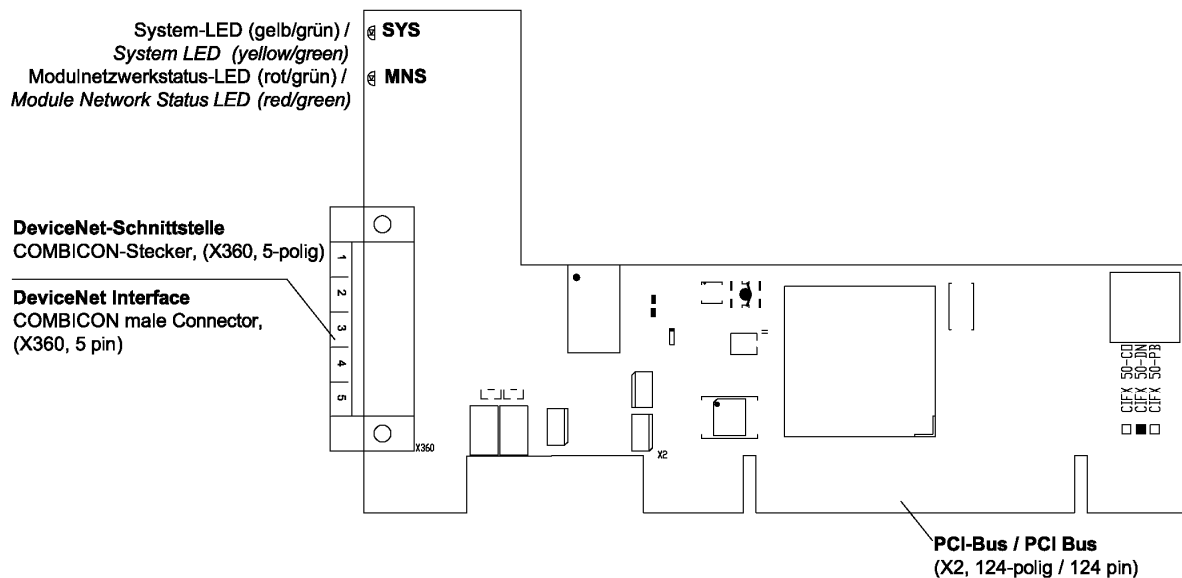 System-LED (gelb/grün) /
System LED (yellow/green)
SYS
Modulnetzwerkstatus-LED (rot/grün) /
Module Network Status LED (red/green)
MNS
DeviceNet-Schnittstelle
COMBICON-Stecker, (X360, 5-polig)
DeviceNet Interface
COMBICON male Connector,
(X360, 5 pin)
1
2
3
4
5
X360
X2
CIFX 50-CO
CIFX 50-DN
CIFX 50-PB
PCI-Bus / PCI Bus
(X2, 124-polig / 124 pin)